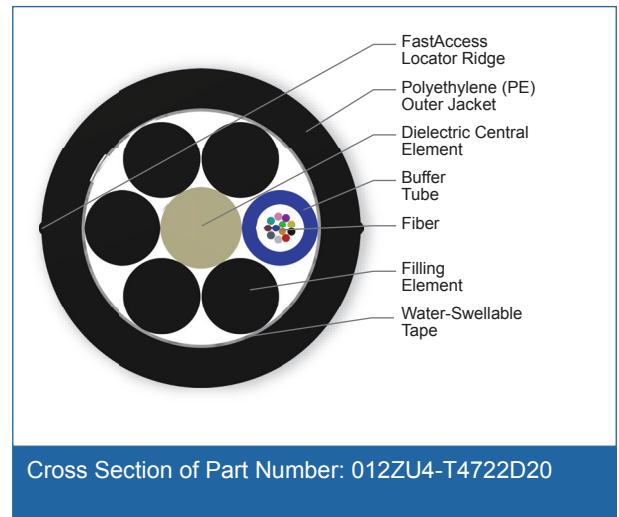 FastAccess
Locator Ridge
Polyethylene (PE)
Outer Jacket
Dielectric Central
Element
Buffer
Tube
Fiber
Filling
Element
Water-Swellable
Tape
Cross Section of Part Number: 012ZU4-T4722D20